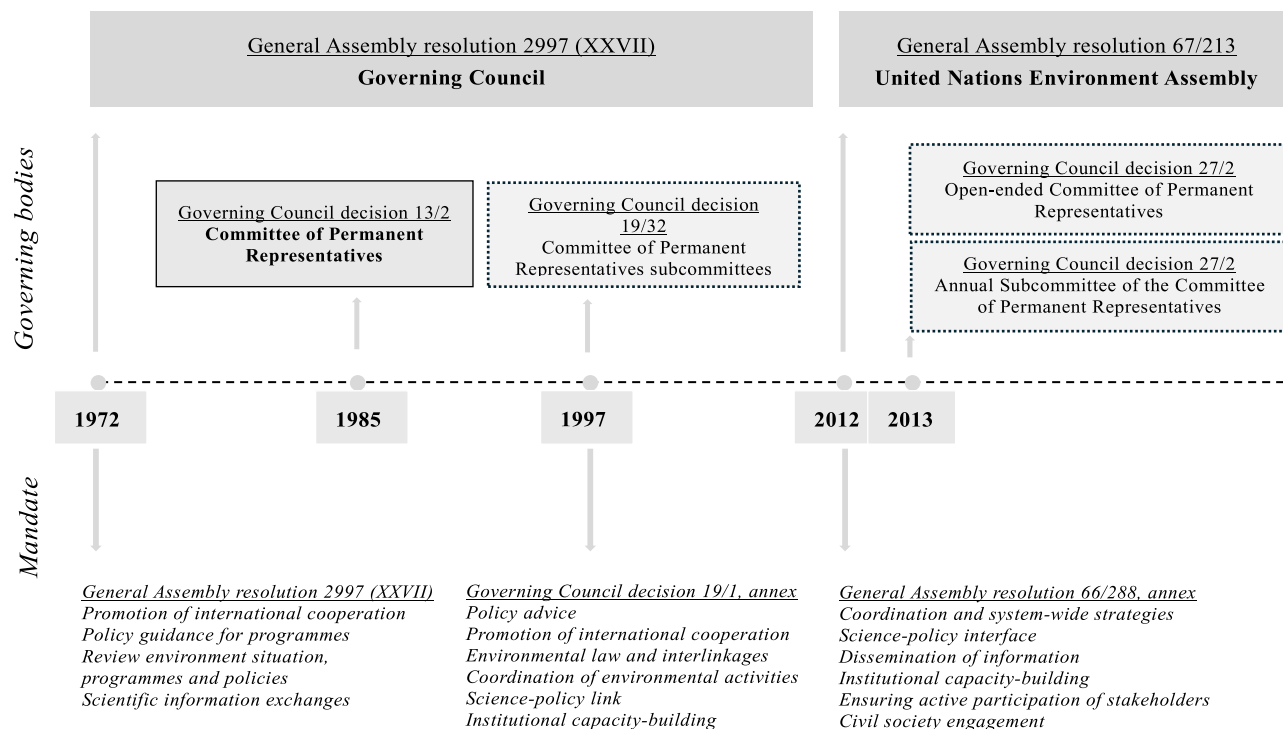 General Assembly resolution 2997 (XXVII)
Governing Council
General Assembly resolution 67/213
United Nations Environment Assembly
Governing bodies
Governing Council decision 13/2
Committee of Permanent
Representatives
Governing Council decision
19/32
Committee of Permanent
Representatives subcommittees
Governing Council decision 27/2
Open-ended Committee of Permanent
Representatives
Governing Council decision 27/2
Annual Subcommittee of the Committee
of Permanent Representatives
1972
1985
1997
2012
2013
Mandate
General Assembly resolution 2997 (XXVII)
Promotion of international cooperation
Policy guidance for programmes
Review environment situation,
programmes and policies
Scientific information exchanges
Governing Council decision 19/1, annex
Policy advice
Promotion of international cooperation
Environmental law and interlinkages
Coordination of environmental activities
Science-policy link
Institutional capacity-building
General Assembly resolution 66/288, annex
Coordination and system-wide strategies
Science-policy interface
Dissemination of information
Institutional capacity-building
Ensuring active participation of stakeholders
Civil society engagement